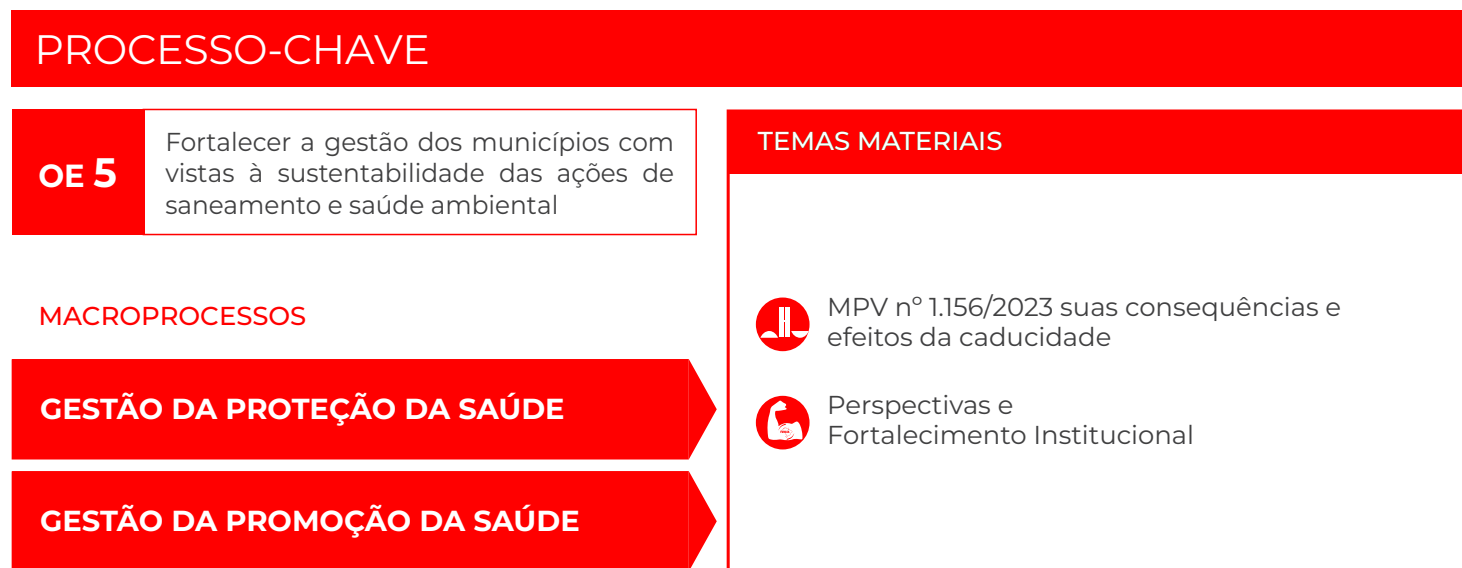 PROCESSO-CHAVE
OE 5
Fortalecer a gestão dos municípios com
vistas à sustentabilidade das ações de
saneamento e saúde ambiental
MACROPROCESSOS
GESTÃO DA PROTEÇÃO DA SAÚDE
GESTÃO DA PROMOÇÃO DA SAÚDE
TEMAS MATERIAIS
MPV nº 1.156/2023 suas consequências e
efeitos da caducidade
Perspectivas e
Fortalecimento Institucional